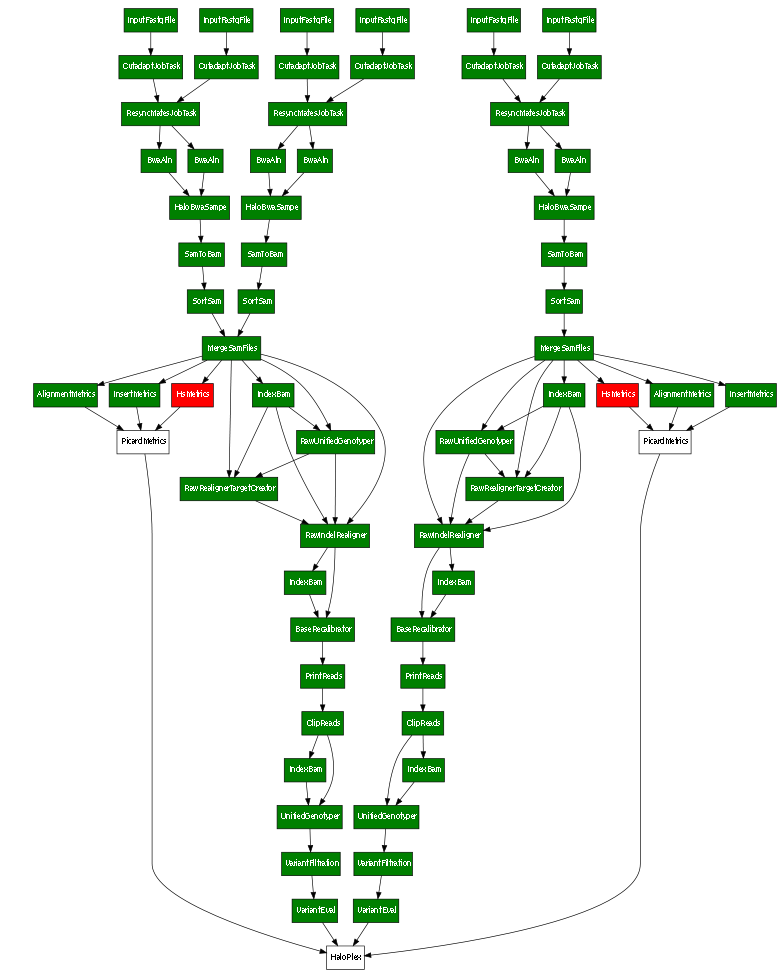 InputFastqFile
InputFastqFile
InputFastqFile
InputFastqFile
InputFastqFile
InputFastqFile
CutadaptJobTask
CutadaptJobTask
CutadaptJobTask
CutadaptJobTask
CutadaptJobTask
CutadaptJobTask
ResyncMatesJobTask
ResyncMatesJobTask
ResyncMatesJobTask
BwaAln
BwaAln
BwaAln
BwaAln
BwaAln
BwaAln
HaloBwaSampe
HaloBwaSampe
HaloBwaSampe
SamToBam
SamToBam
SamToBam
SortSam
SortSam
SortSam
MergeSamFiles
MergeSamFiles
AlignmentMetrics
InsertMetrics
HsMetrics
IndexBam
IndexBam
HsMetrics
AlignmentMetrics
InsertMetrics
PicardMetrics
RawUnifiedGenotyper
RawUnifiedGenotyper
PicardMetrics
RawRealignerTargetCreator
RawRealignerTargetCreator
RawIndelRealigner
RawIndelRealigner
IndexBam
IndexBam
BaseRecalibrator
BaseRecalibrator
PrintReads
PrintReads
ClipReads
ClipReads
IndexBam
IndexBam
UnifiedGenotyper
UnifiedGenotyper
VariantFiltration
VariantFiltration
VariantEval
VariantEval
HaloPlex